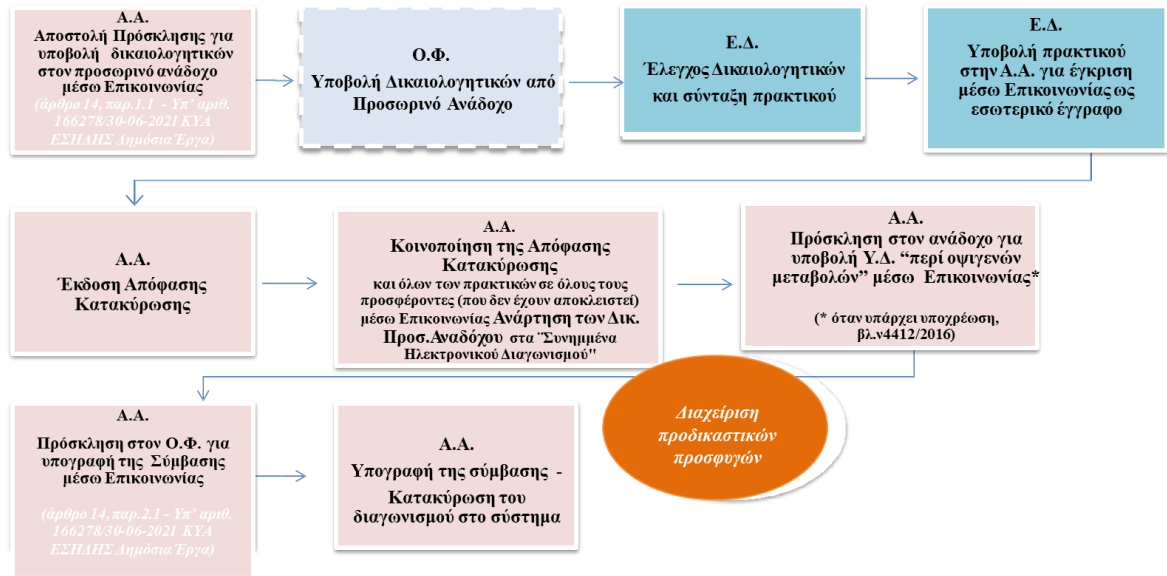 Α.Α.
Αποστολή Πρόσκλησης για
υποβολή δικαιολογητικών
στον προσωρινό ανάδοχο
μέσω Επικοινωνίας
(άρθρο 14, παρ.1.1 - Υπ' αριθ.
166278/30-06-2021 ΚΥΑ
ΕΣΗΔΗΣ Δημόσια Έργα)
Ο.Φ.
Υποβολή Δικαιολογητικών από
Προσωρινό Ανάδοχο
Ε.Δ.
Έλεγχος Δικαιολογητικών
και σύνταξη πρακτικού
Ε.Δ.
Υποβολή πρακτικού
στην Α.Α. για έγκριση
μέσω Επικοινωνίας ως
εσωτερικό έγγραφο
Α.Α.
Έκδοση Απόφασης
Κατακύρωσης
Α.Α.
Κοινοποίηση της Απόφασης
Κατακύρωσης
και όλων των πρακτικών σε όλους τους
προσφέροντες (που δεν έχουν αποκλειστεί)
μέσω Επικοινωνίας Ανάρτηση των Δικ.
Προσ.Αναδόχου στα ¨Συνημμένα
Ηλεκτρονικού Διαγωνισμού"
Α.Α.
Πρόσκληση στον ανάδοχο για
υποβολή Υ.Δ. “περί οψιγενών
μεταβολών” μέσω Επικοινωνίας*
(* όταν υπάρχει υποχρέωση,
βλ.ν4412/2016)
Α.Α.
Πρόσκληση στον Ο.Φ. για
υπογραφή της Σύμβασης
μέσω Επικοινωνίας
(άρθρο 14, παρ.2.1 - Υπ' αριθ.
166278/30-06-2021 ΚΥΑ
ΕΣΗΔΗΣ Δημόσια Έργα)
Α.Α.
Υπογραφή της σύμβασης -
Κατακύρωση του
διαγωνισμού στο σύστημα
Διαχείριση
προδικαστικών
προσφυγών